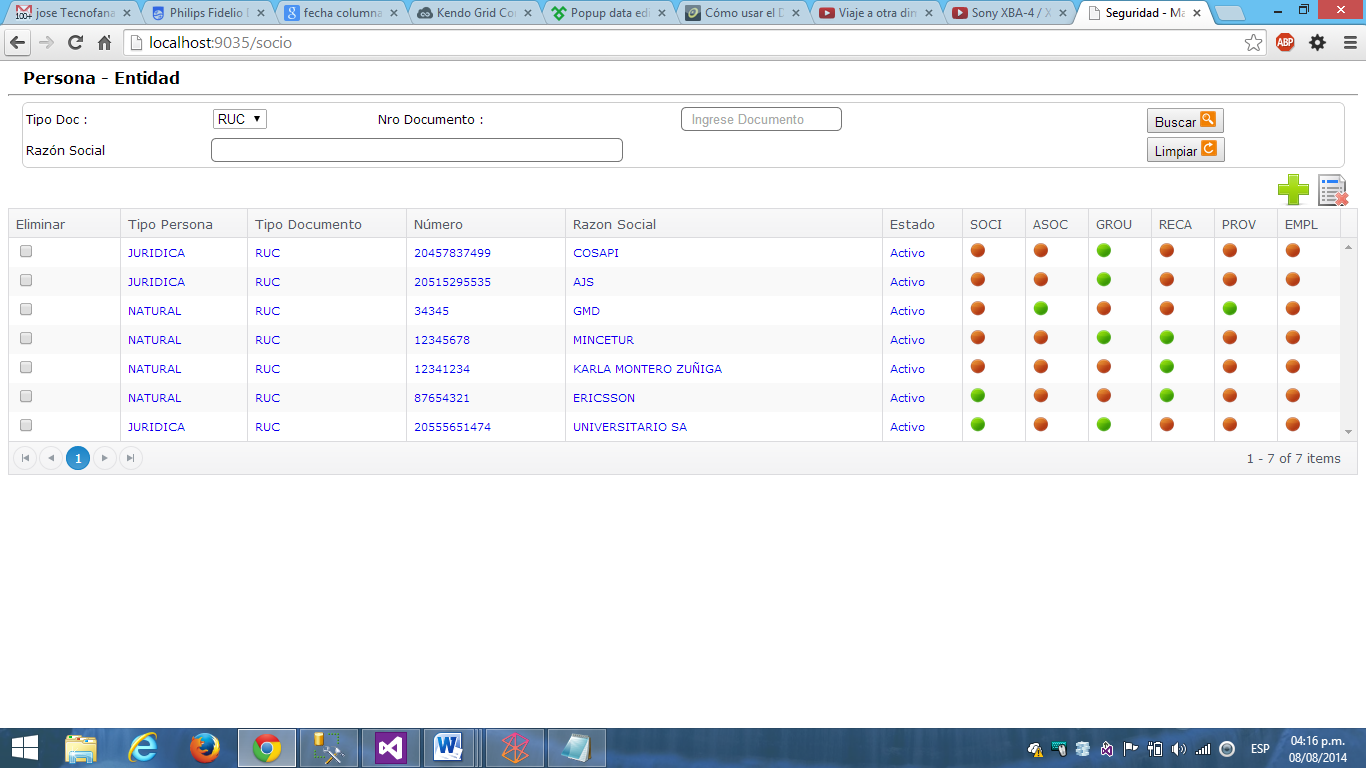 100+ jose Tecnofana
Philips Fidelio
fecha columna
Kendo Grid Co
Popup data edi
Cómo usar el D
Viaje a otra din
Sony XBA-4 / X
Seguridad - Ma
localhost:9035/socio
ABP
Persona - Entidad
Tipo Doc : RUC Nro Documento : Ingrese Documento Buscar
Razón Social Limpiar
Eliminar Tipo Persona Tipo Documento Número Razon Social Estado SOCI ASOC GROU RECA PROV EMPL
JURIDICA RUC 20457837499 COSAPI Activo
JURIDICA RUC 20515295535 AJS Activo
NATURAL RUC 34345 GMD Activo
NATURAL RUC 12345678 MINCETUR Activo
NATURAL RUC 12341234 KARLA MONTERO ZUÑIGA Activo
NATURAL RUC 87654321 ERICSSON Activo
JURIDICA RUC 20555651474 UNIVERSITARIO SA Activo
1 1 - 7 of 7 items
ESP 04:16 p.m.
08/08/2014